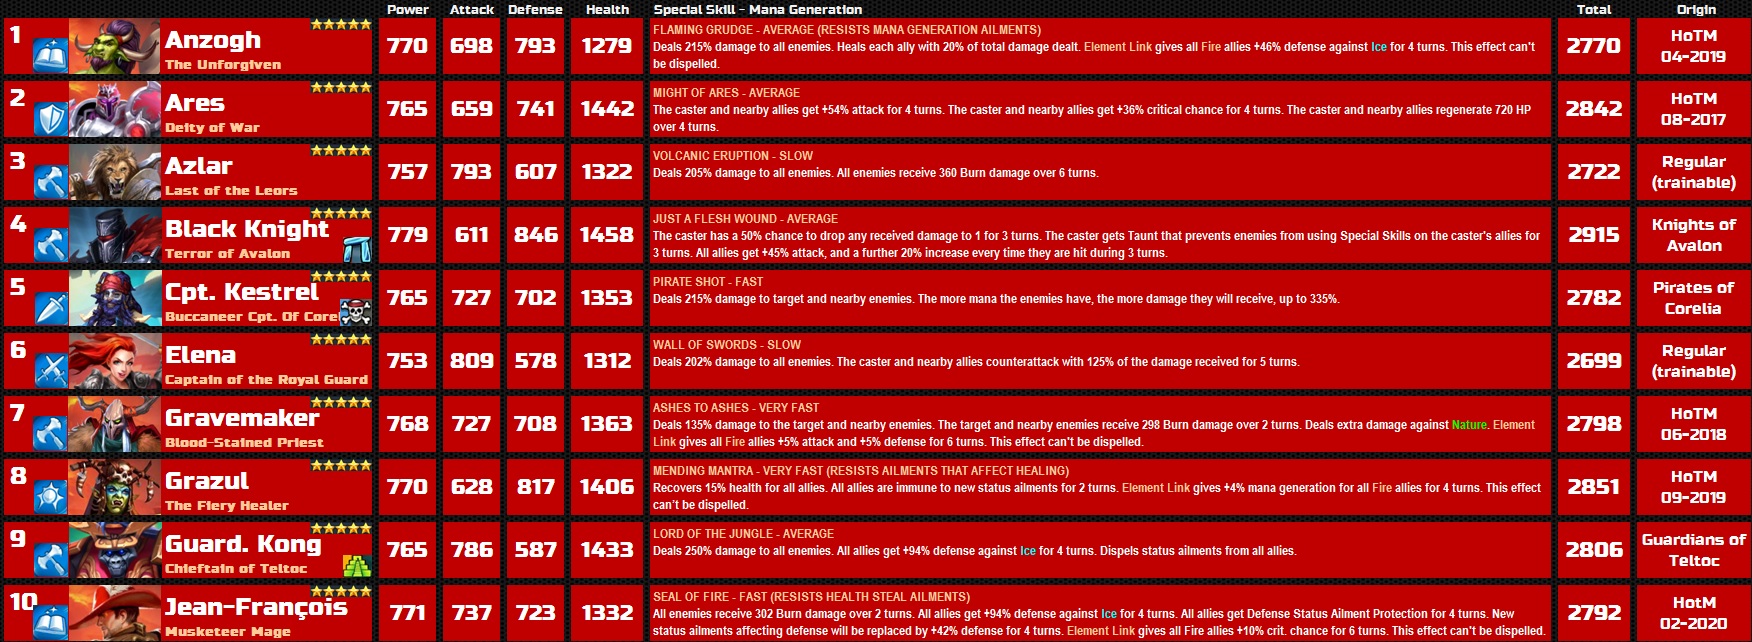 Power Attack Defense Health Special Skill - Mana Generation Total Origin
1 Anzogh
The Unforgiven
770 698 793 1279
FLAMING GRUDGE - AVERAGE (RESISTS MANA GENERATION AILMENTS)
Deals 215% damage to all enemies. Heals each ally with 20% of total damage dealt. Element Link gives all Fire allies +46% defense against Ice for 4 turns. This effect can't
be dispelled.
2770
HoTM
04-2019
2 Ares
Deity of War
765 659 741 1442
MIGHT OF ARES - AVERAGE
The caster and nearby allies get +54% attack for 4 turns. The caster and nearby allies get +36% critical chance for 4 turns. The caster and nearby allies regenerate 720 HP
over 4 turns.
2842
HoTM
08-2017
3 Azlar
Last of the Leors
757 793 607 1322
VOLCANIC ERUPTION - SLOW
Deals 205% damage to all enemies. All enemies receive 360 Burn damage over 6 turns.
2722
Regular
(trainable)
4 Black Knight
Terror of Avalon
779 611 846 1458
JUST A FLESH WOUND - AVERAGE
The caster has a 50% chance to drop any received damage to 1 for 3 turns. The caster gets Taunt that prevents enemies from using Special Skills on the caster's allies for
3 turns. All allies get +45% attack, and a further 20% increase every time they are hit during 3 turns.
2915
Knights of
Avalon
5 Cpt. Kestrel
Buccaneer Cpt. Of Corel
765 727 702 1353
PIRATE SHOT - FAST
Deals 215% damage to target and nearby enemies. The more mana the enemies have, the more damage they will receive, up to 335%.
2782
Pirates of
Corelia
6 Elena
Captain of the Royal Guard
753 809 578 1312
WALL OF SWORDS - SLOW
Deals 202% damage to all enemies. The caster and nearby allies counterattack with 125% of the damage received for 5 turns.
2699
Regular
(trainable)
7 Gravemaker
Blood-Stained Priest
768 727 708 1363
ASHES TO ASHES - VERY FAST
Deals 135% damage to the target and nearby enemies. The target and nearby enemies receive 298 Burn damage over 2 turns. Deals extra damage against Nature. Element
Link gives all Fire allies +5% attack and +5% defense for 6 turns. This effect can't be dispelled.
2798
HoTM
06-2018
8 Grazul
The Fiery Healer
770 628 817 1406
MENDING MANTRA - VERY FAST (RESISTS AILMENTS THAT AFFECT HEALING)
Recovers 15% health for all allies. All allies are immune to new status ailments for 2 turns. Element Link gives +4% mana generation for all Fire allies for 4 turns. This effect
can't be dispelled.
2851
HoTM
09-2019
9 Guard. Kong
Chieftain of Teltoc
765 786 587 1433
LORD OF THE JUNGLE - AVERAGE
Deals 250% damage to all enemies. All allies get +94% defense against Ice for 4 turns. Dispels status ailments from all allies.
2806
Guardians of
Teltoc
10 Jean-François
Musketeer Mage
771 737 723 1332
SEAL OF FIRE - FAST (RESISTS HEALTH STEAL AILMENTS)
All enemies receive 302 Burn damage over 2 turns. All allies get +94% defense against Ice for 4 turns. All allies get Defense Status Ailment Protection for 4 turns. New
status ailments affecting defense will be replaced by +42% defense for 4 turns. Element Link gives all Fire allies +10% crit. chance for 6 turns. This effect can't be dispelled.
2792
HotM
02-2020